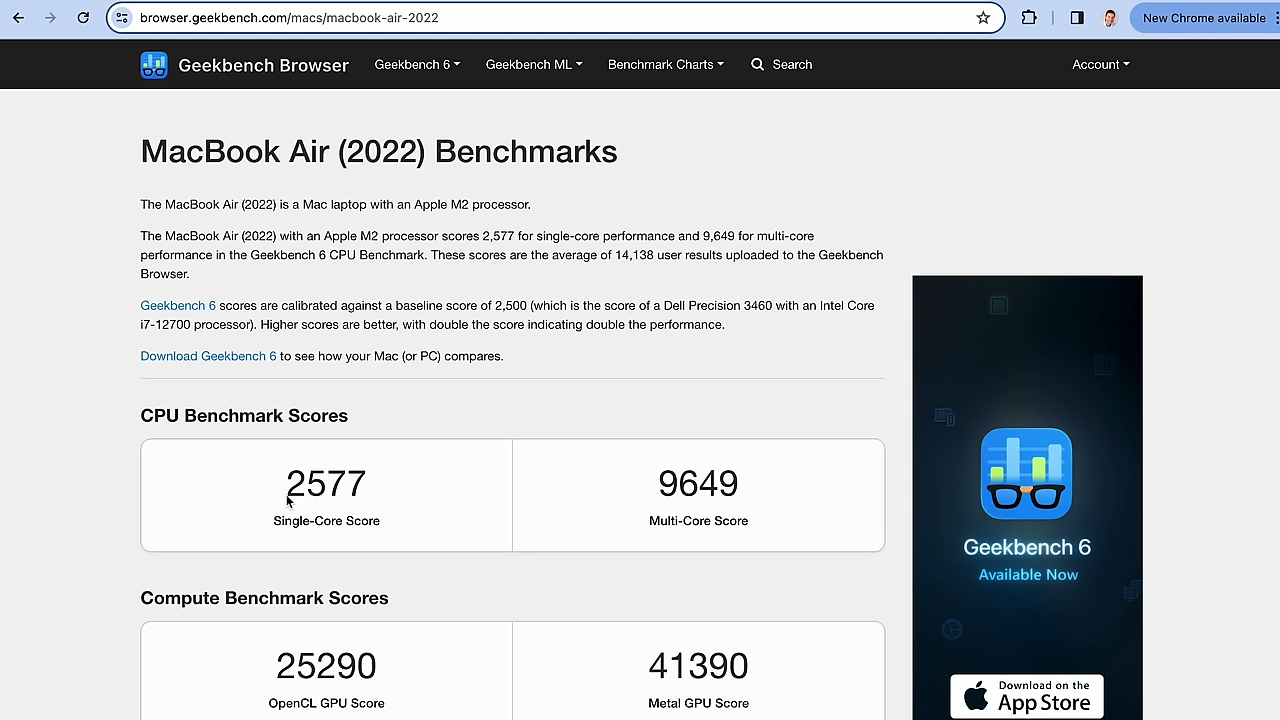 browser.geekbench.com/macs/macbook-air-2022
New Chrome available
Geekbench Browser
Geekbench 6
Geekbench ML
Benchmark Charts
Search
Account
MacBook Air (2022) Benchmarks
The MacBook Air (2022) is a Mac laptop with an Apple M2 processor.
The MacBook Air (2022) with an Apple M2 processor scores 2,577 for single-core performance and 9,649 for multi-core
performance in the Geekbench 6 CPU Benchmark. These scores are the average of 14,138 user results uploaded to the Geekbench
Browser.
Geekbench 6 scores are calibrated against a baseline score of 2,500 (which is the score of a Dell Precision 3460 with an Intel Core
i7-12700 processor). Higher scores are better, with double the score indicating double the performance.
Download Geekbench 6 to see how your Mac (or PC) compares.
CPU Benchmark Scores
2577
Single-Core Score
9649
Multi-Core Score
Compute Benchmark Scores
25290
OpenCL GPU Score
41390
Metal GPU Score
Geekbench 6
Available Now
Download on the
App Store